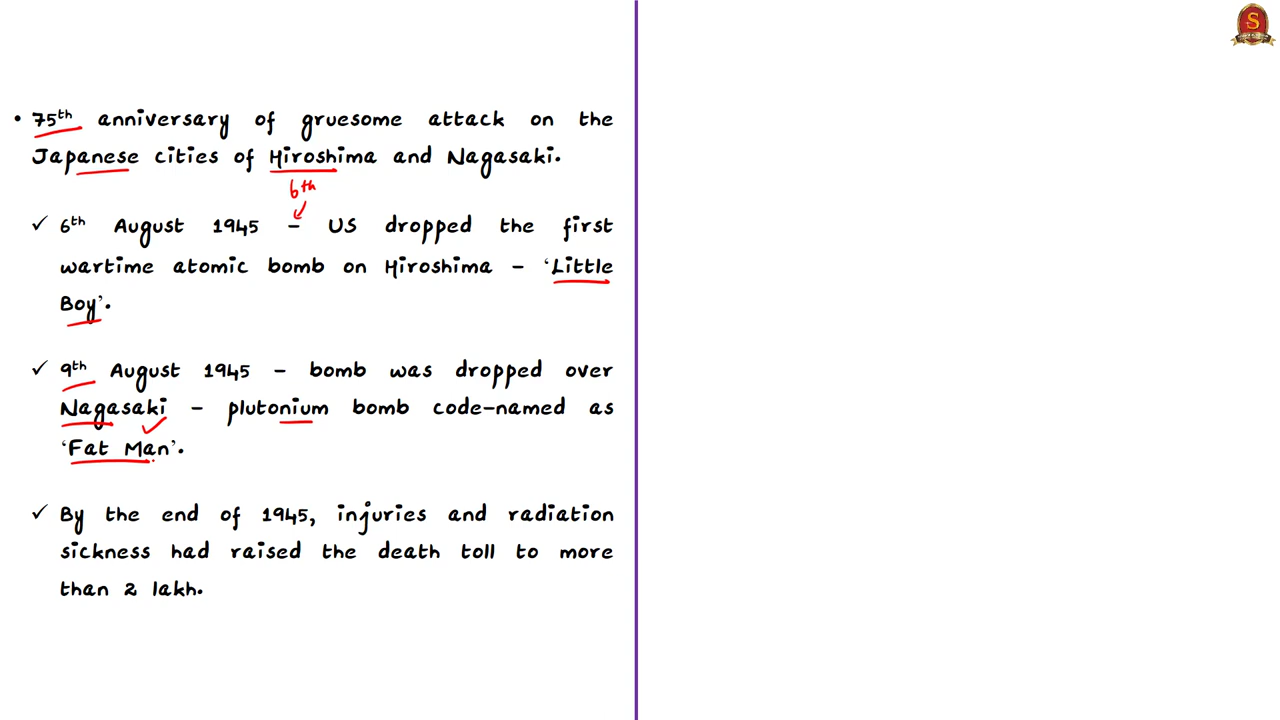 S
• 75th anniversary of gruesome attack on the
Japanese cities of Hiroshima and Nagasaki.
6th
✓ 6th August 1945 – US dropped the first
wartime atomic bomb on Hiroshima – ‘Little
Boy’.
✓ 9th August 1945 – bomb was dropped over
Nagasaki – plutonium bomb code-named as
‘Fat Man’.
✓ By the end of 1945, injuries and radiation
sickness had raised the death toll to more
than 2 lakh.